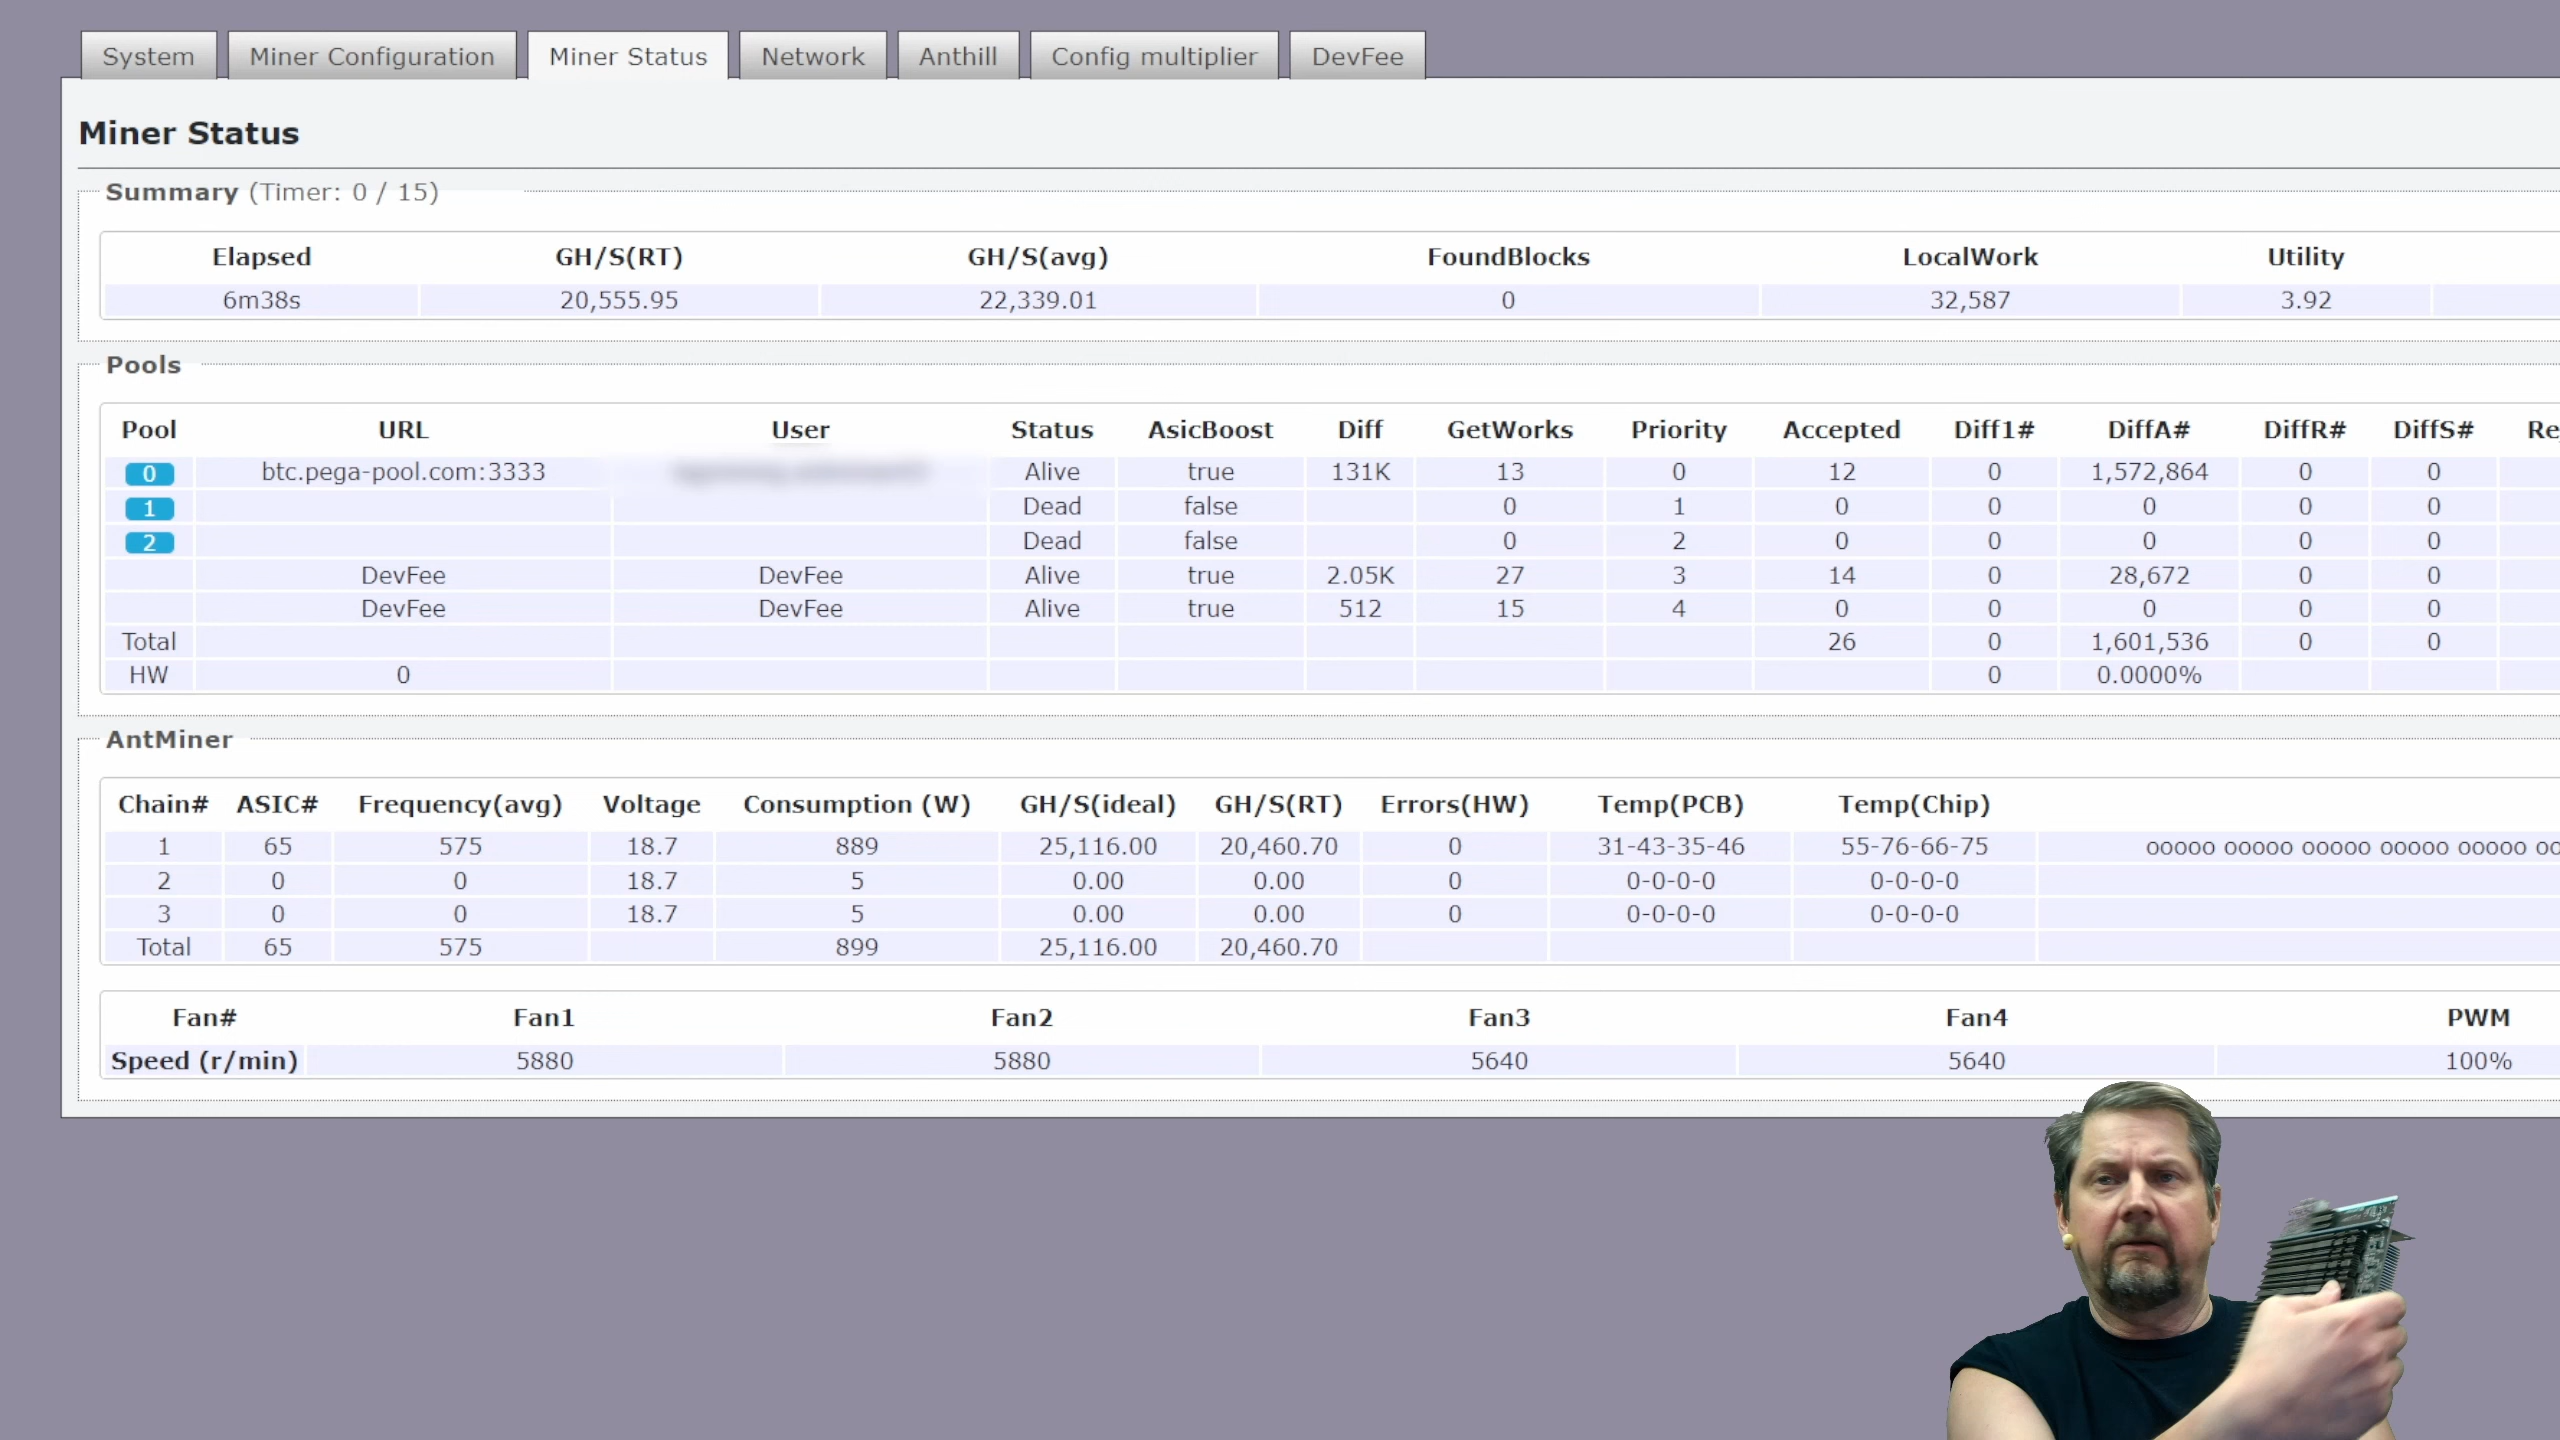 System Miner Configuration Miner Status Network Anthill Config multiplier DevFee
Miner Status
Summary (Timer: 0 / 15)
Elapsed GH/S(RT) GH/S(avg) FoundBlocks LocalWork Utility
6m38s 20,555.95 22,339.01 0 32,587 3.92
Pools
Pool URL User Status AsicBoost Diff GetWorks Priority Accepted Diff1# DiffA# DiffR# DiffS# Re
0 btc.pega-pool.com:3333 Alive true 131K 13 0 12 0 1,572,864 0 0
1 Dead false 0 1 0 0 0 0 0
2 Dead false 0 2 0 0 0 0 0
DevFee DevFee Alive true 2.05K 27 3 14 0 28,672 0 0
DevFee DevFee Alive true 512 15 4 0 0 0 0 0
Total 26 0 1,601,536 0 0
HW 0 0 0.0000%
AntMiner
Chain# ASIC# Frequency(avg) Voltage Consumption (W) GH/S(ideal) GH/S(RT) Errors(HW) Temp(PCB) Temp(Chip)
1 65 575 18.7 889 25,116.00 20,460.70 0 31-43-35-46 55-76-66-75 ooooo ooooo ooooo ooooo ooooo oo
2 0 0 18.7 5 0.00 0.00 0 0-0-0-0 0-0-0-0
3 0 0 18.7 5 0.00 0.00 0 0-0-0-0 0-0-0-0
Total 65 575 899 25,116.00 20,460.70
Fan# Fan1 Fan2 Fan3 Fan4 PWM
Speed (r/min) 5880 5880 5640 5640 100%